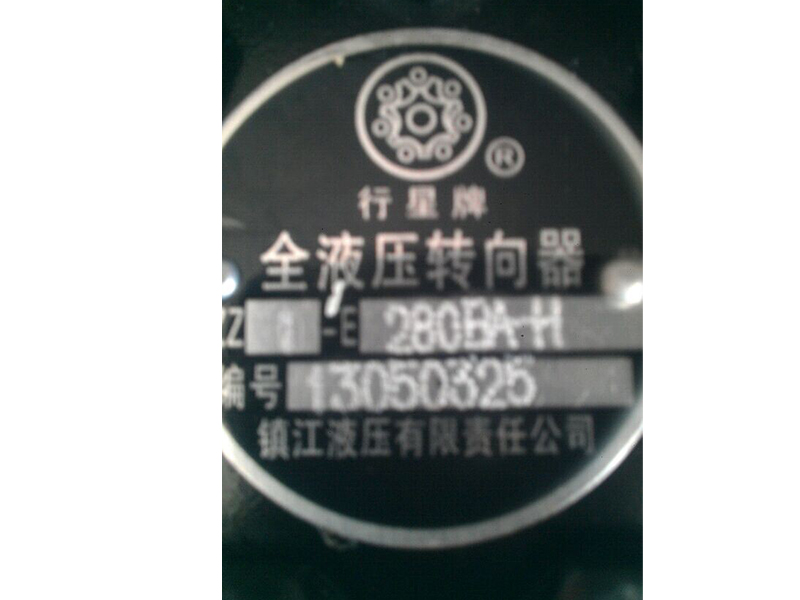 ®
行星牌
全液压转向器
ZZ -E 280BA-H
编号 13050325
镇江液压有限责任公司